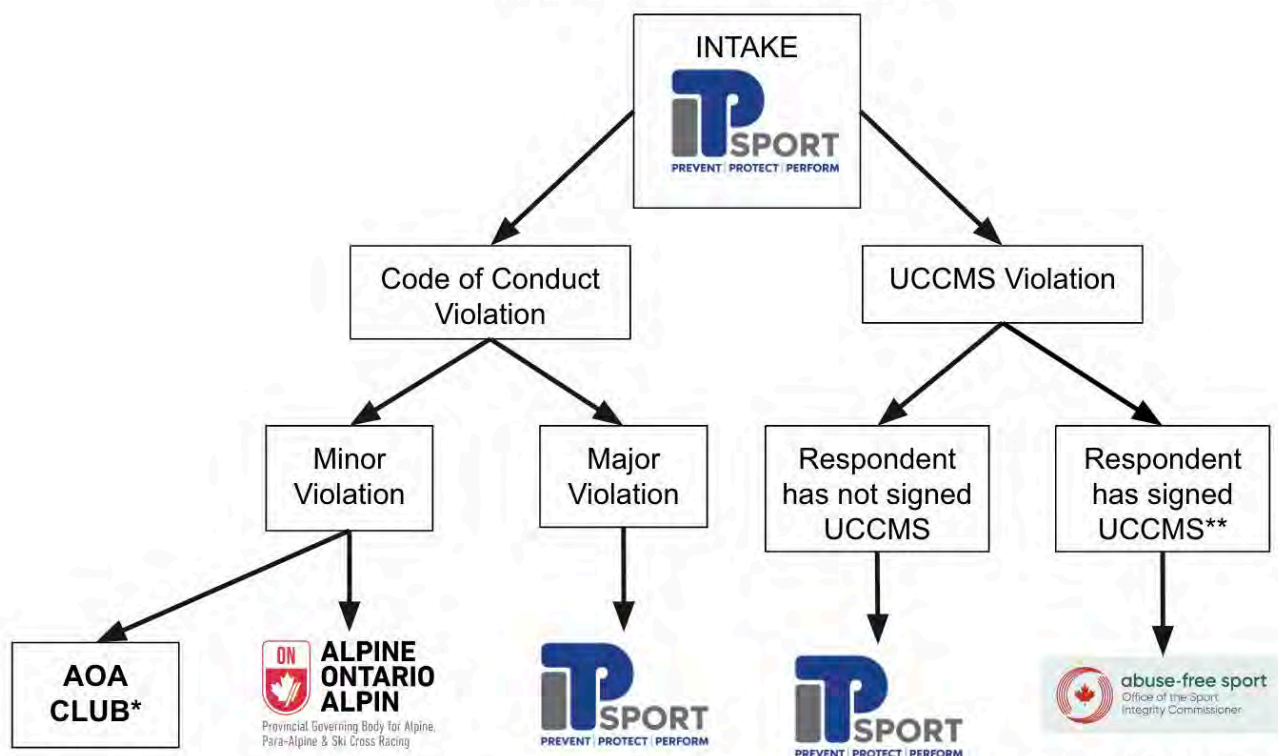 INTAKE
ITP SPORT
PREVENT | PROTECT | PERFORM
Code of Conduct
Violation
UCCMS Violation
Minor
Violation
Major
Violation
Respondent
has not signed
UCCMS
Respondent
has signed
UCCMS**
AOA
CLUB*
ON
ALPINE
ONTARIO
ALPIN
Provincial Governing Body for Alpine,
Para-Alpine & Ski Cross Racing
ITP SPORT
PREVENT | PROTECT | PERFORM
ITP SPORT
PREVENT | PROTECT | PERFORM
abuse-free sport
Office of the Sport
Integrity Commissioner